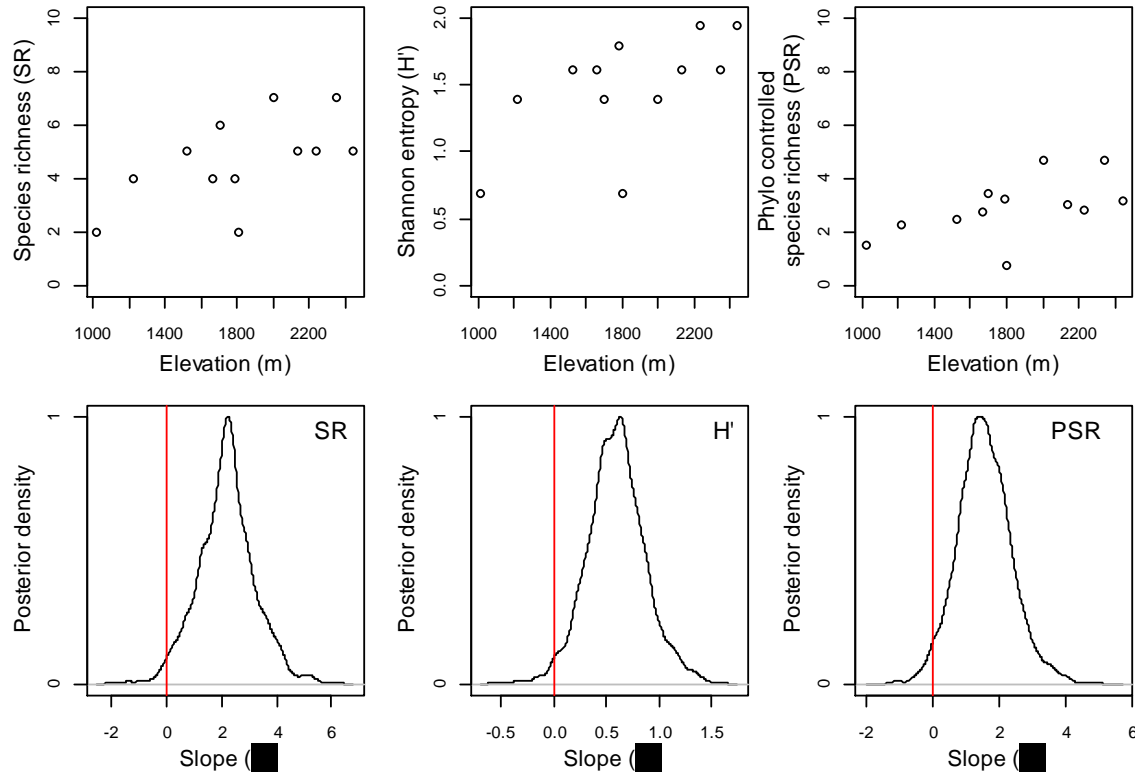 Species richness (SR)
10
8
6
4
2
0
1000 1400 1800 2200
Elevation (m)
Shannon entropy (H')
2.0
1.5
1.0
0.5
0.0
1000 1400 1800 2200
Elevation (m)
Phylo controlled
species richness (PSR)
10
8
6
4
2
0
1000 1400 1800 2200
Elevation (m)
SR
Posterior density
1
0
-2 0 2 4 6
Slope (
H'
Posterior density
1
0
-0.5 0.0 0.5 1.0 1.5
Slope (
PSR
Posterior density
1
0
-2 0 2 4 6
Slope (